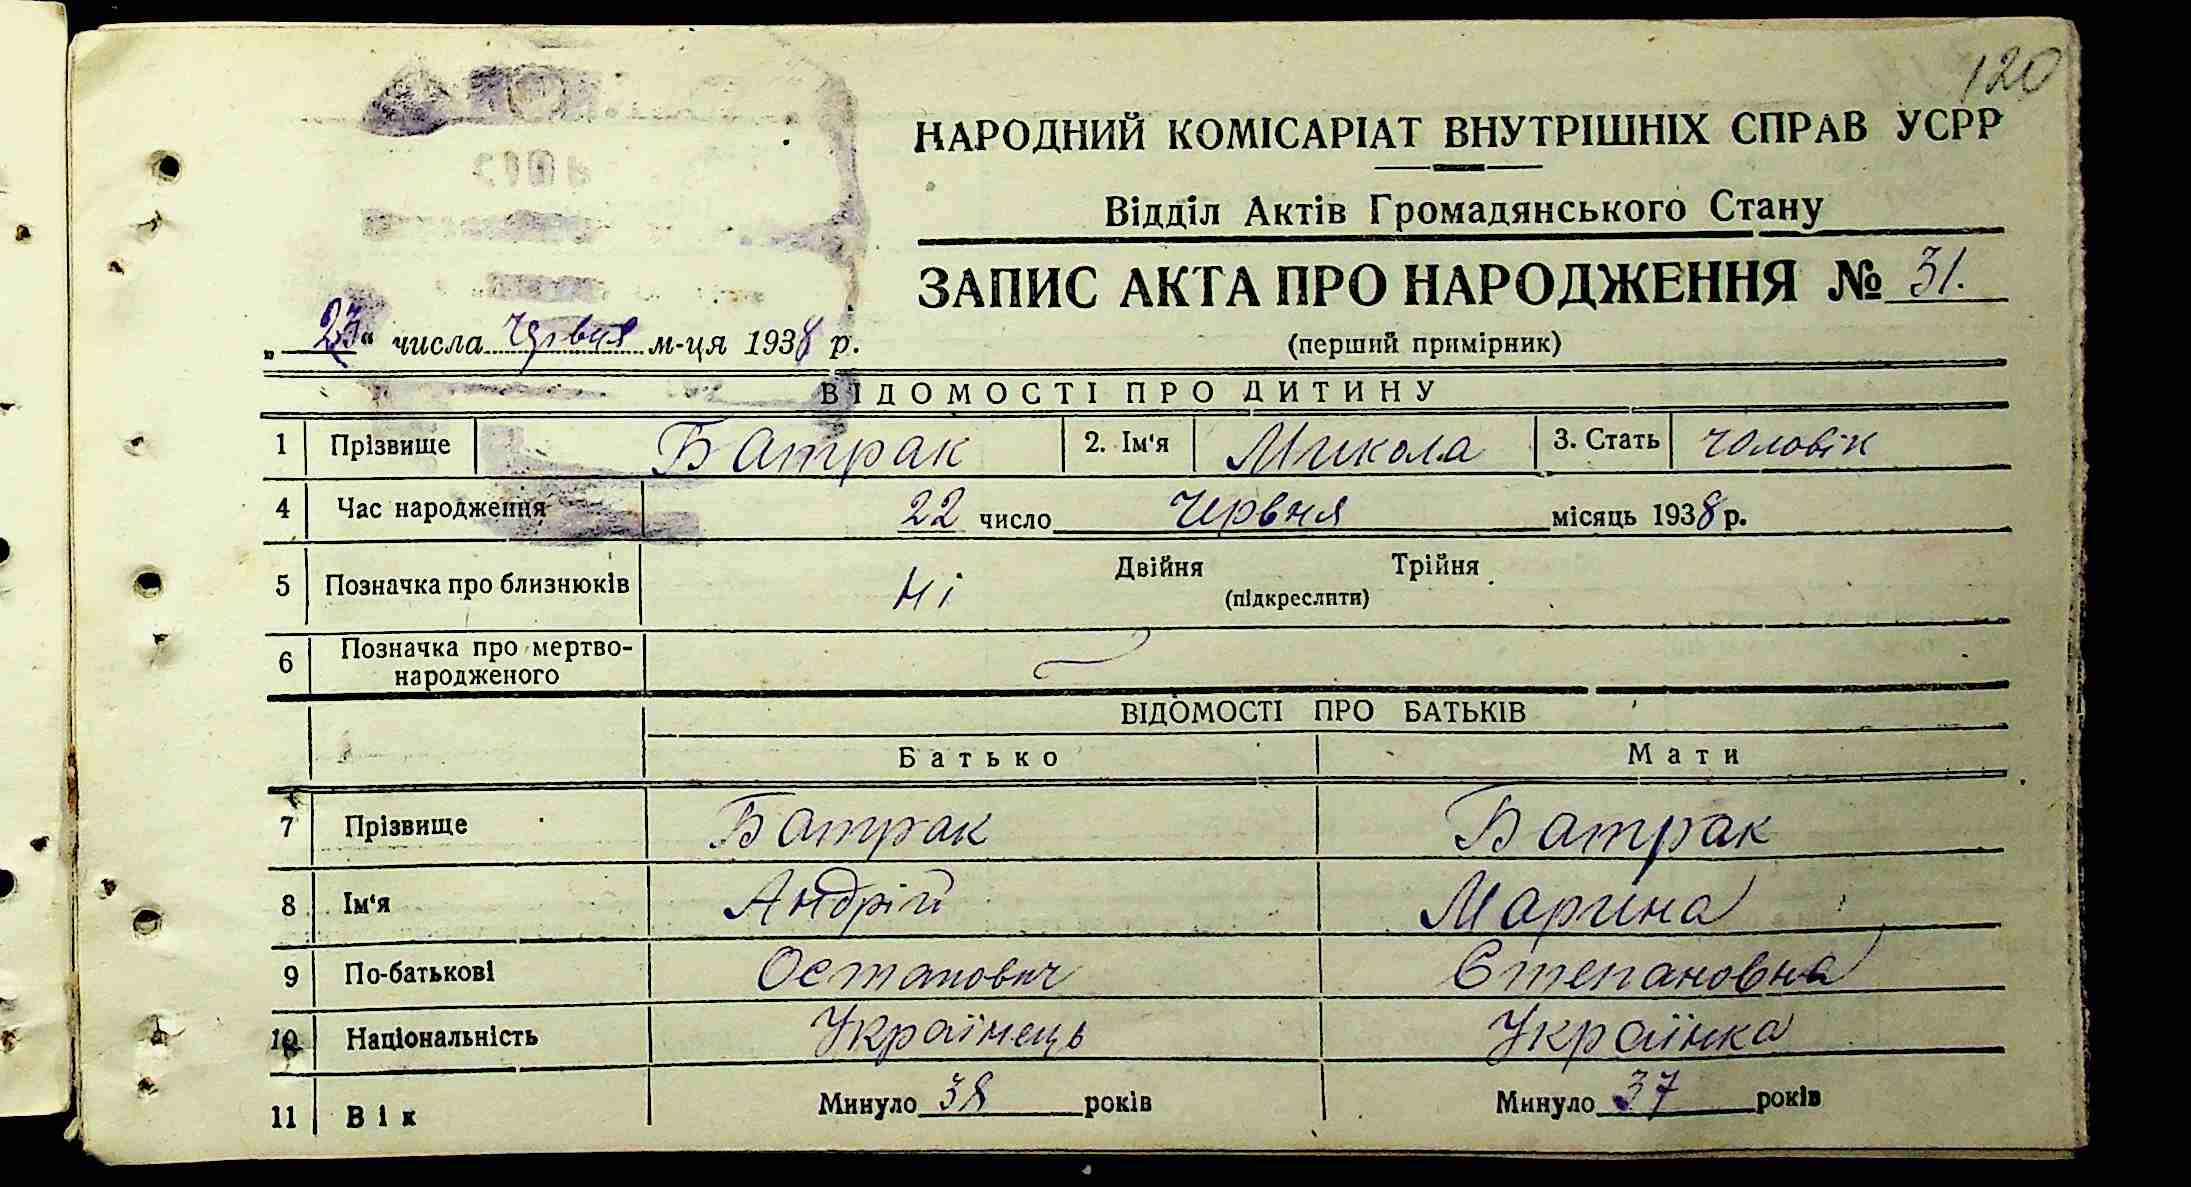 120
НАРОДНИЙ КОМІСАРІАТ ВНУТРІШНІХ СПРАВ УСРР
Відділ Актів Громадянського Стану
ЗАПИС АКТА ПРО НАРОДЖЕННЯ № 31.
(перший примірник)
„23“ числа червня м-ця 1938 р.
ВІДОМОСТІ ПРО ДИТИНУ
1 Прізвище Батрак 2. Ім'я Микола 3. Стать чоловік
4 Час народження 22 число червня місяць 1938 р.
5 Позначка про близнюків Ні Двійня Трійня
(підкреслити)
6 Позначка про мертво-
народженого
ВІДОМОСТІ ПРО БАТЬКІВ
Батько Мати
7 Прізвище Батрак Батрак
8 Ім'я Андрій Марина
9 По-батькові Остапович Степановна
10 Національність Українець Українка
11 Вік Минуло 38 років Минуло 37 років